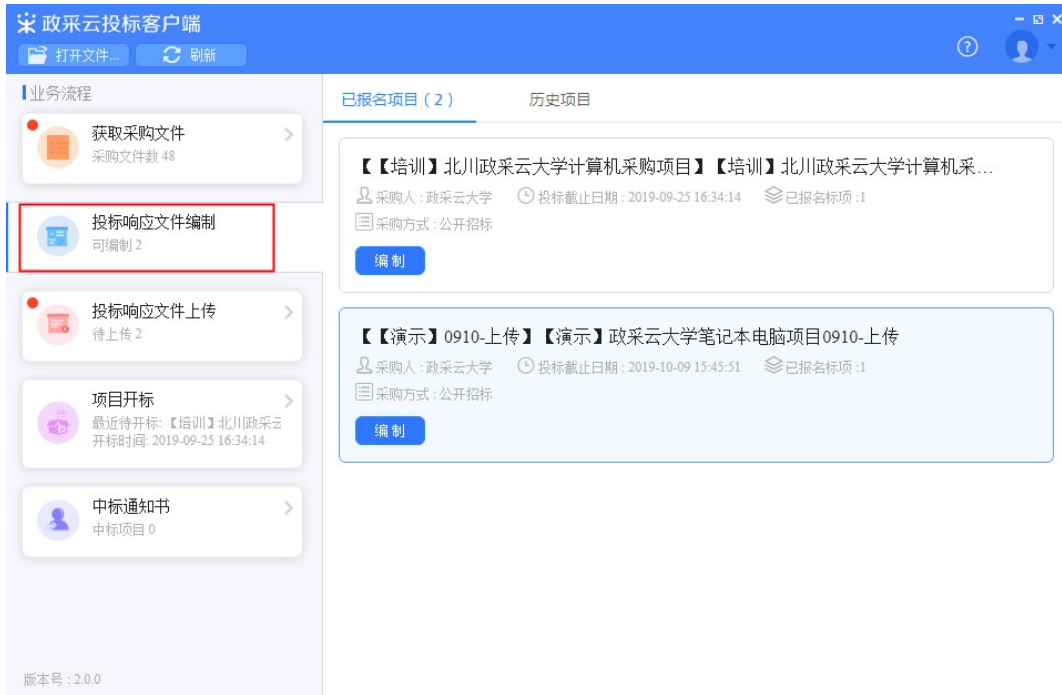 政采云投标客户端
打开文件... 刷新
业务流程
获取采购文件
采购文件数 48
投标响应文件编制
可编制 2
投标响应文件上传
待上传 2
项目开标
最近待开标: 【培训】北川政采云
开标时间: 2019-09-25 16:34:14
中标通知书
中标项目 0
版本号 : 2.0.0
已报名项目（2） 历史项目
【【培训】北川政采云大学计算机采购项目】【培训】北川政采云大学计算机采...
采购人 : 政采云大学 投标截止日期 : 2019-09-25 16:34:14 已报名标项 :1
采购方式 : 公开招标
编制
【【演示】0910-上传】【演示】政采云大学笔记本电脑项目0910-上传
采购人 : 政采云大学 投标截止日期 : 2019-10-09 15:45:51 已报名标项 :1
采购方式 : 公开招标
编制